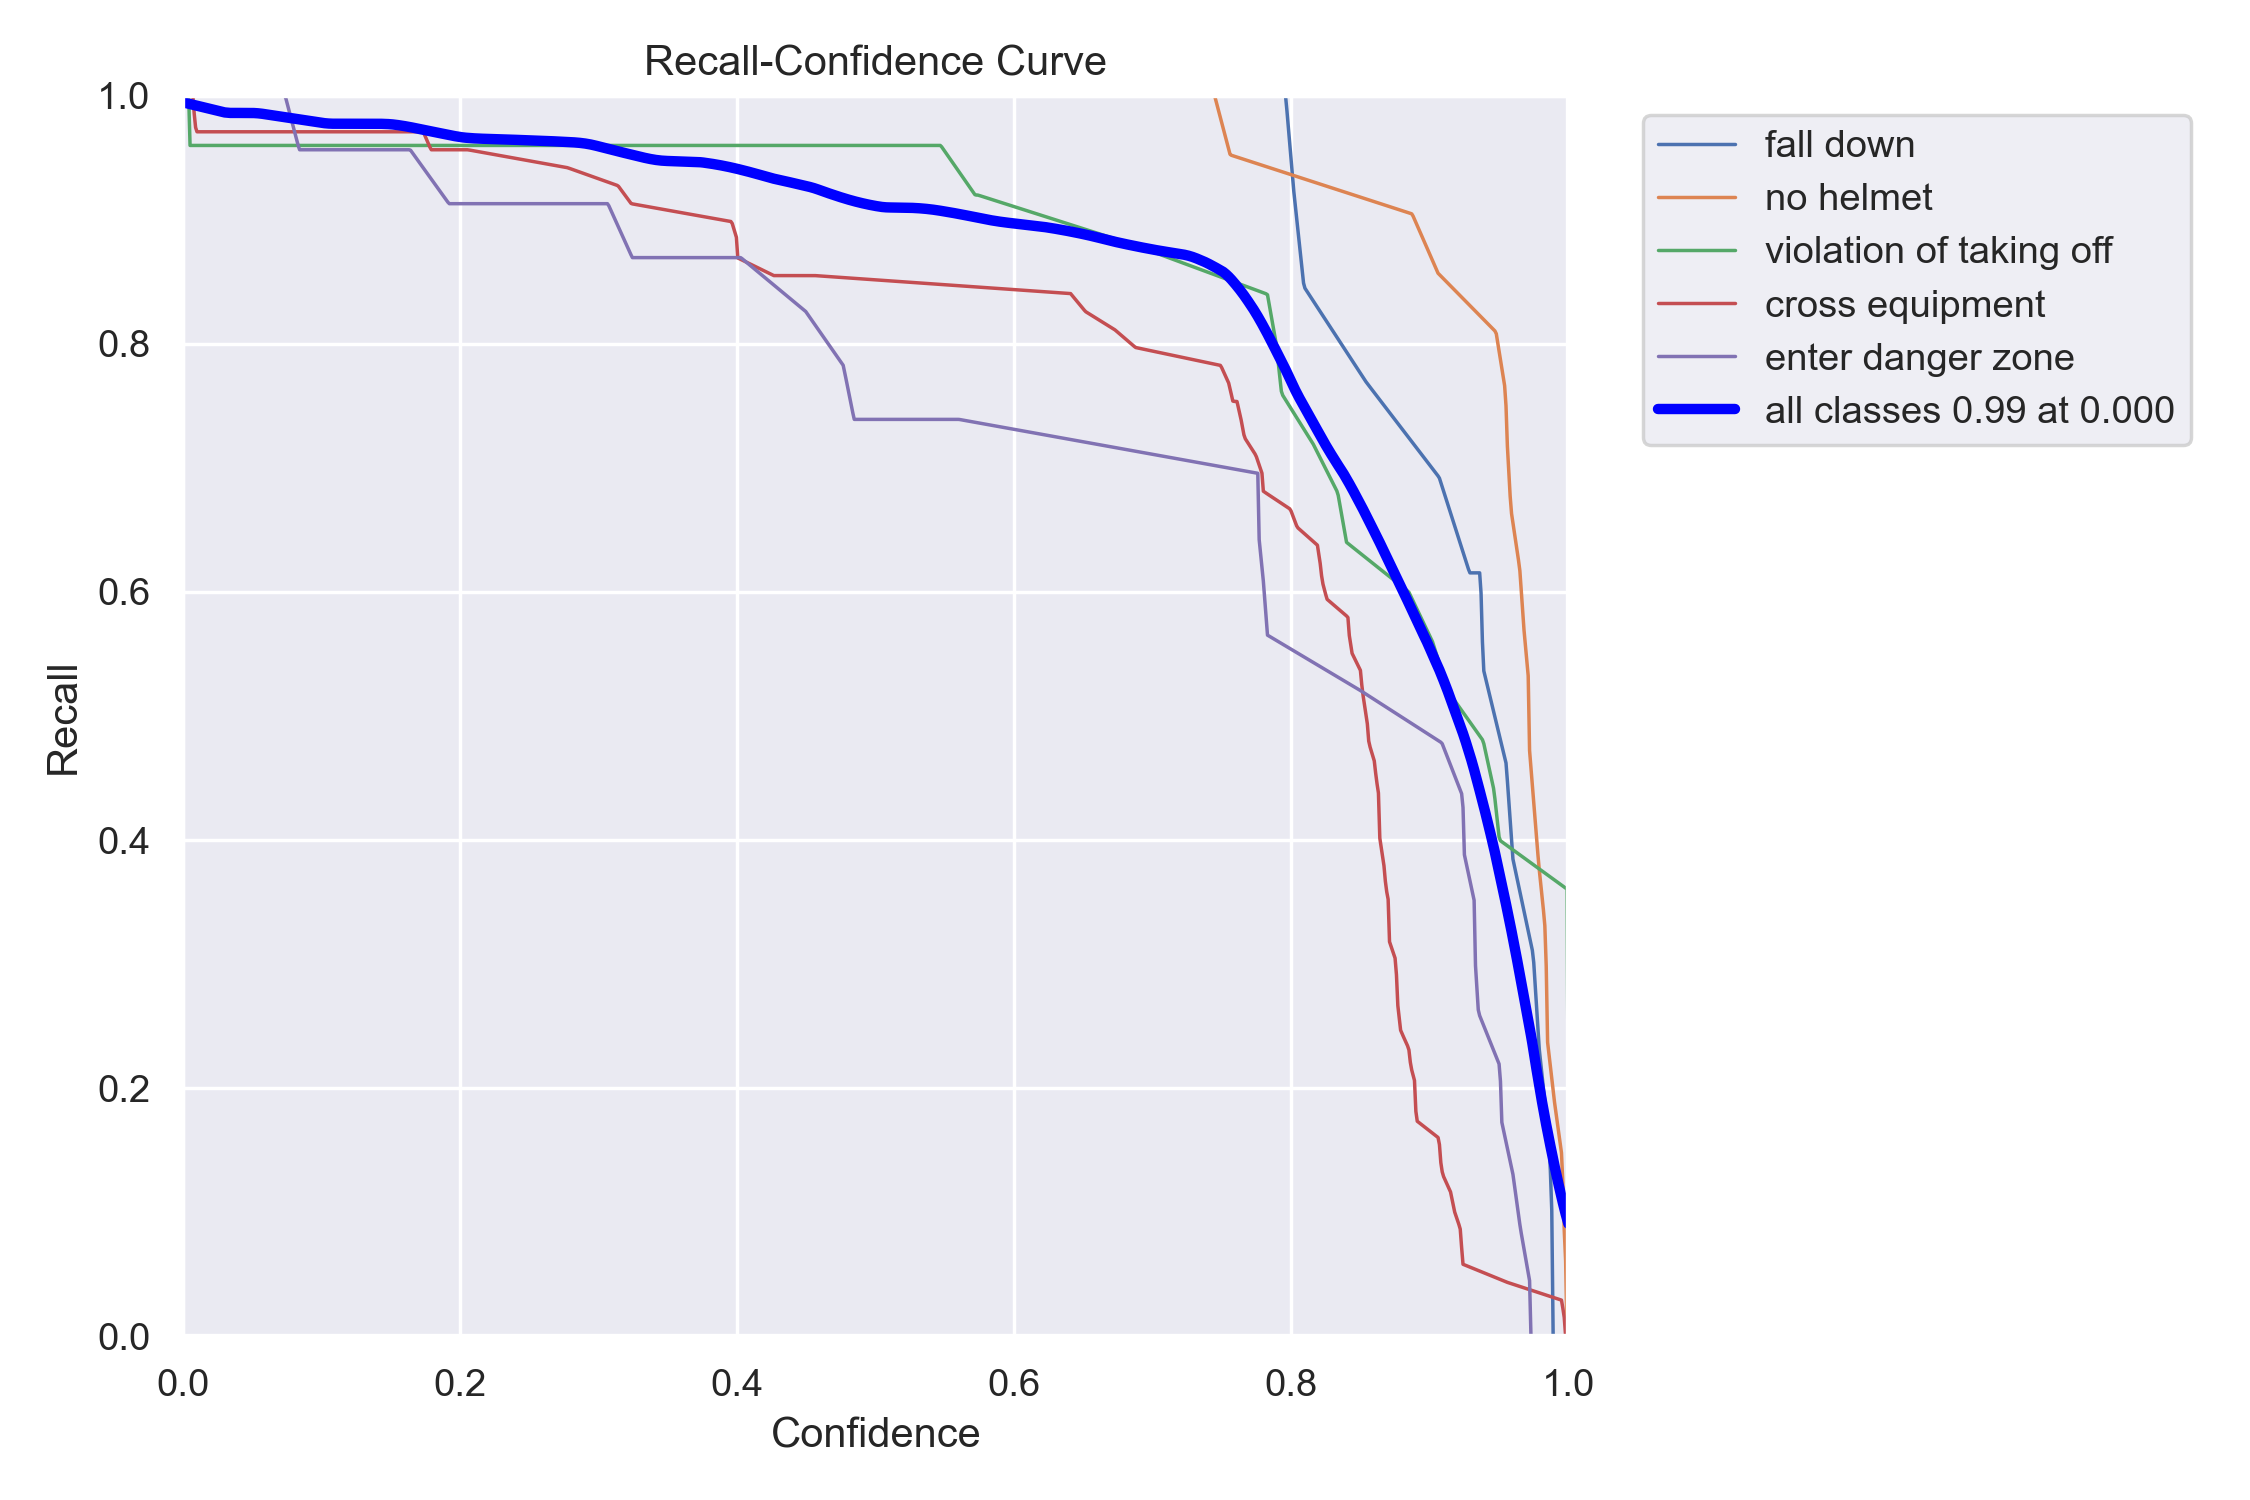 Recall-Confidence Curve
1.0
0.8
0.6
0.4
0.2
0.0
Recall
0.0 0.2 0.4 0.6 0.8 1.0
Confidence
fall down
no helmet
violation of taking off
cross equipment
enter danger zone
all classes 0.99 at 0.000